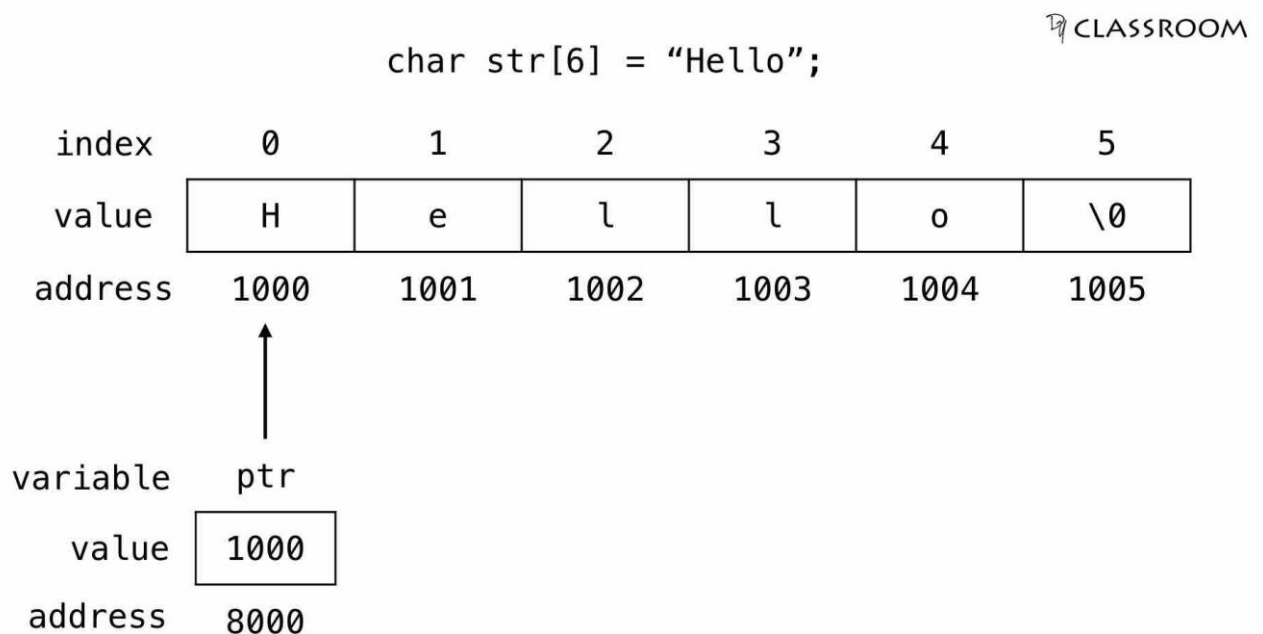 CLASSROOM
char str[6] = “Hello”;
index 0 1 2 3 4 5
value H e l l o \0
address 1000 1001 1002 1003 1004 1005
variable ptr
value 1000
address 8000